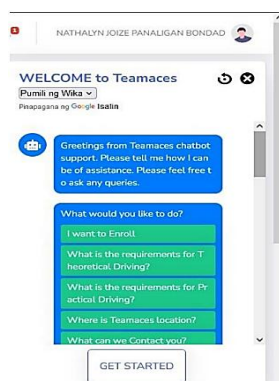 NATHALYN JOIZE PANALIGAN BONDAD
WELCOME to Teamaces
Pumili ng Wika
Pinapagana ng Google Isalin
Greetings from Teamaces chatbot
support. Please tell me how I can
be of assistance. Please feel free t
o ask any queries.
What would you like to do?
I want to Enroll
What is the requirements for T
heoretical Driving?
What is the requirements for Pr
actical Driving?
Where is Teamaces location?
What can we Contact you?
GET STARTED